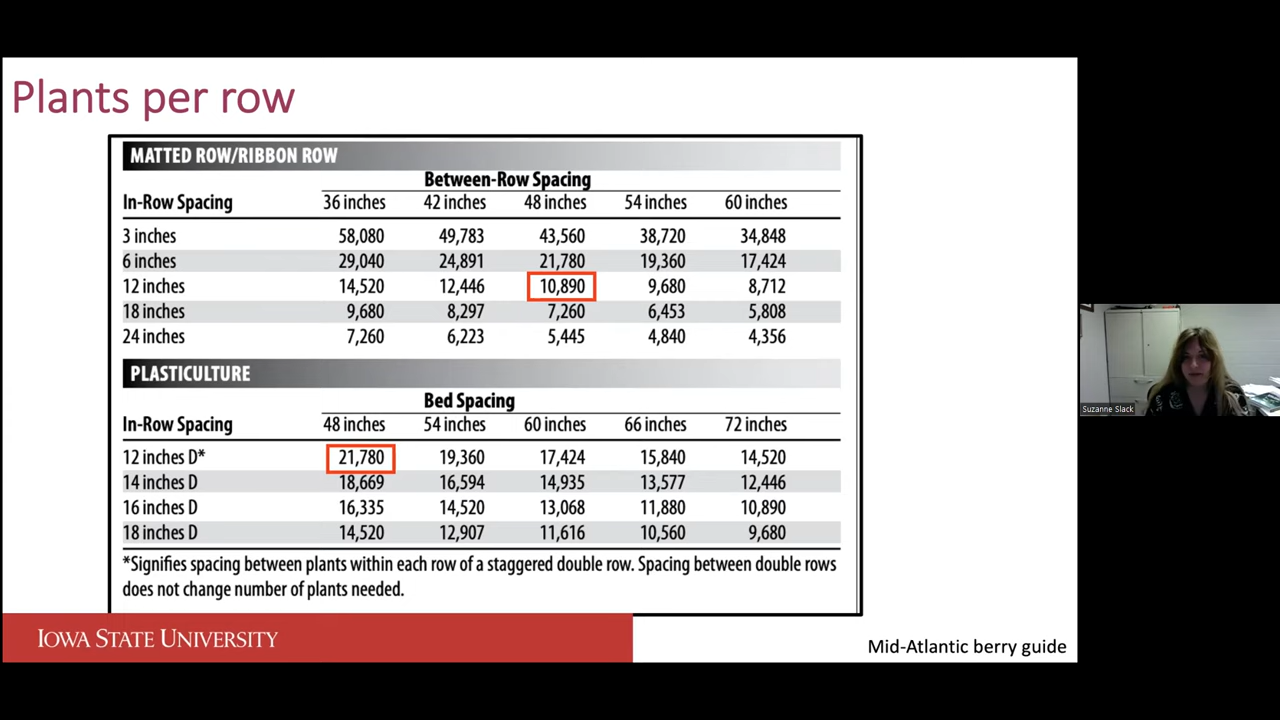 Plants per row
MATTED ROW/RIBBON ROW
Between-Row Spacing
In-Row Spacing 36 inches 42 inches 48 inches 54 inches 60 inches
3 inches 58,080 49,783 43,560 38,720 34,848
6 inches 29,040 24,891 21,780 19,360 17,424
12 inches 14,520 12,446 10,890 9,680 8,712
18 inches 9,680 8,297 7,260 6,453 5,808
24 inches 7,260 6,223 5,445 4,840 4,356
PLASTICULTURE
Bed Spacing
In-Row Spacing 48 inches 54 inches 60 inches 66 inches 72 inches
12 inches D* 21,780 19,360 17,424 15,840 14,520
14 inches D 18,669 16,594 14,935 13,577 12,446
16 inches D 16,335 14,520 13,068 11,880 10,890
18 inches D 14,520 12,907 11,616 10,560 9,680
*Signifies spacing between plants within each row of a staggered double row. Spacing between double rows
does not change number of plants needed.
IOWA STATE UNIVERSITY
Mid-Atlantic berry guide
Suzanne Slack